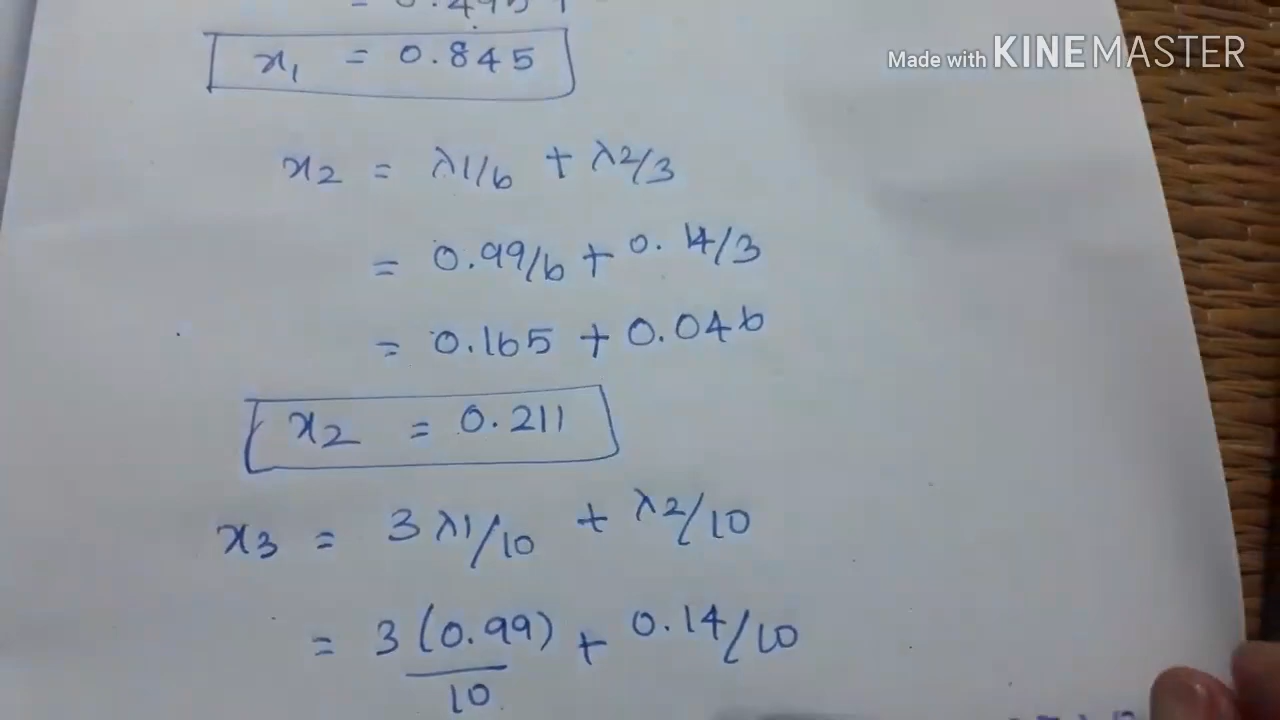 x₁ = 0.845
Made with KINEMASTER
x₂ = λ1/6 + λ2/3
= 0.99/6 + 0.14/3
= 0.165 + 0.046
x₂ = 0.211
x₃ = 3λ1/10 + λ2/10
= 3(0.99)/10 + 0.14/10